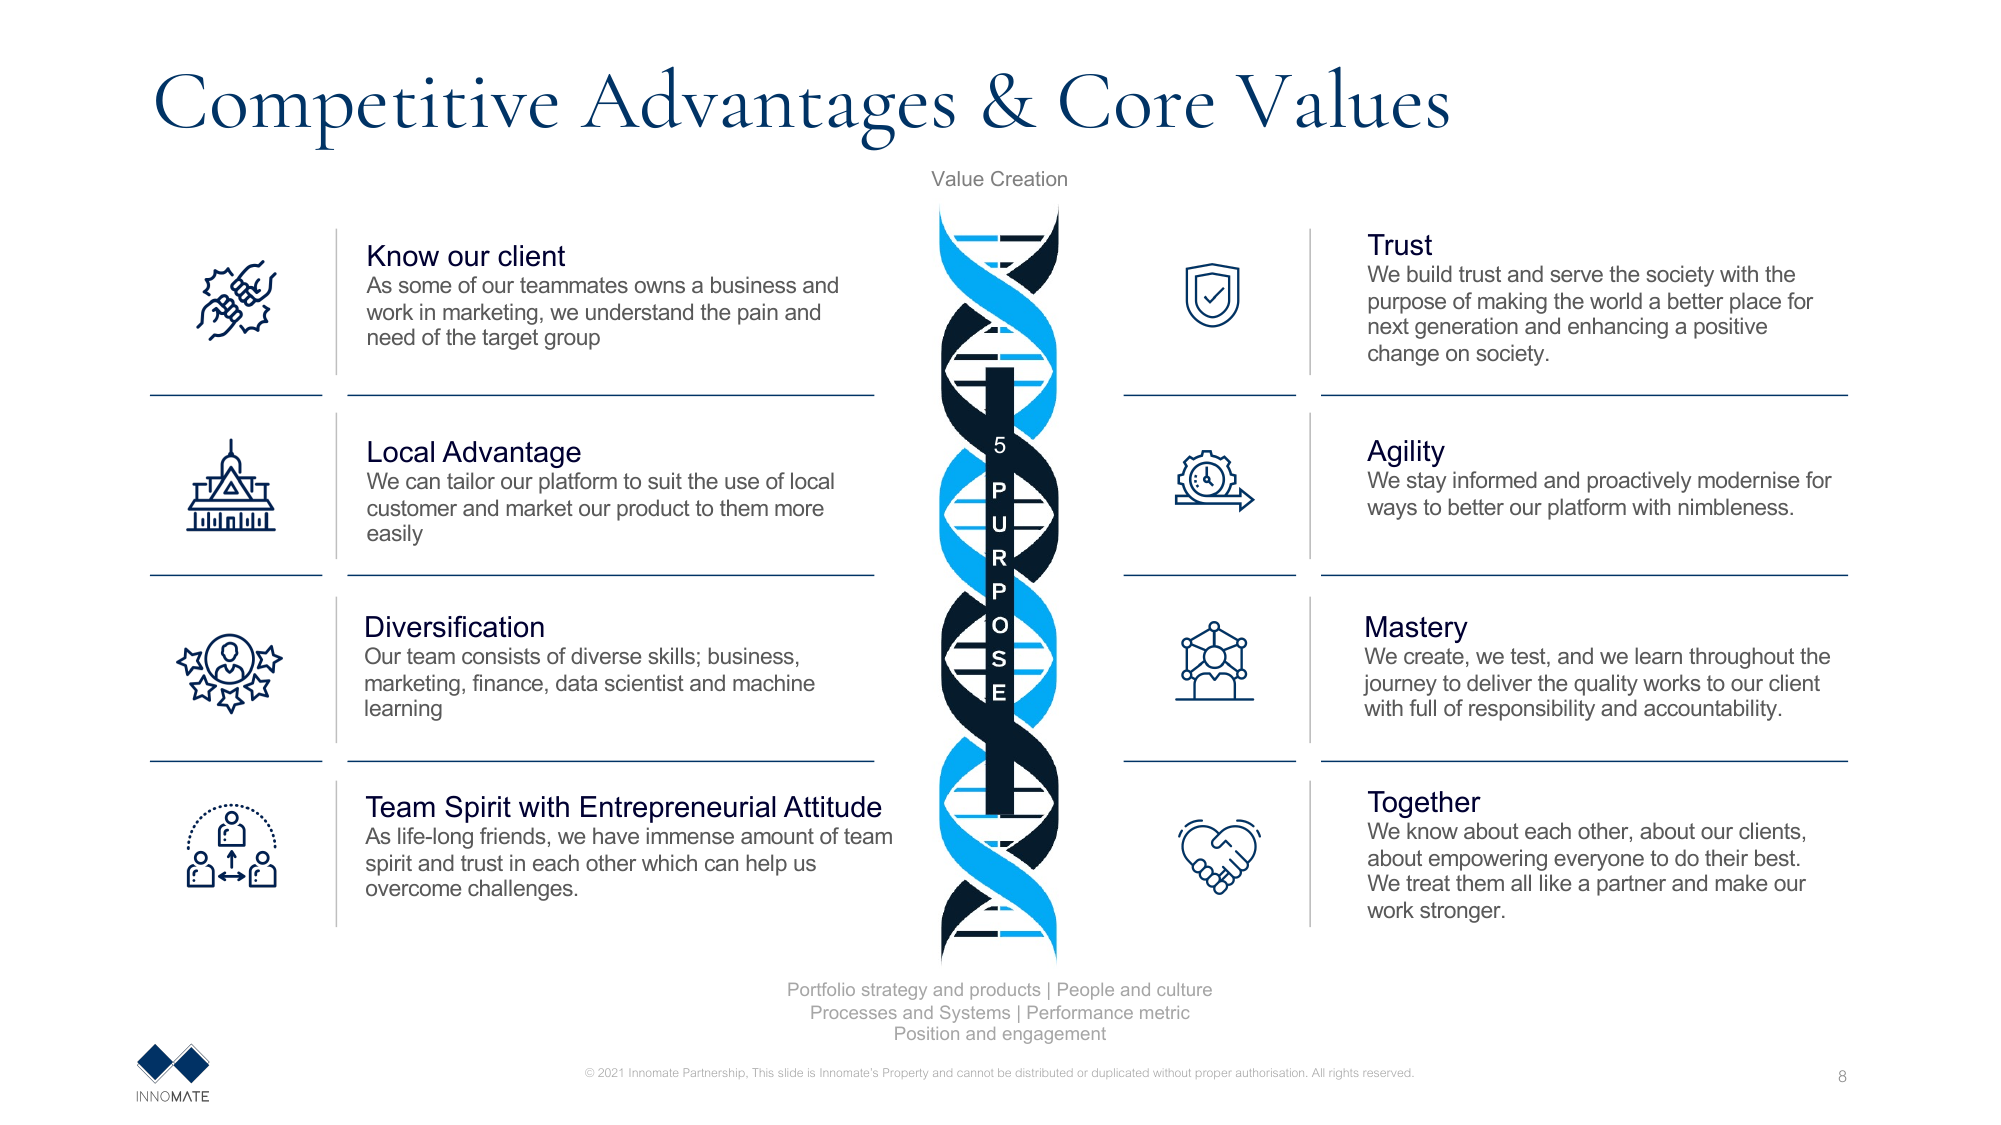 Competitive Advantages & Core Values
Value Creation
Know our client
As some of our teammates owns a business and
work in marketing, we understand the pain and
need of the target group
Local Advantage
We can tailor our platform to suit the use of local
customer and market our product to them more
easily
Diversification
Our team consists of diverse skills; business,
marketing, finance, data scientist and machine
learning
Team Spirit with Entrepreneurial Attitude
As life-long friends, we have immense amount of team
spirit and trust in each other which can help us
overcome challenges.
5
P
U
R
P
O
S
E
Trust
We build trust and serve the society with the
purpose of making the world a better place for
next generation and enhancing a positive
change on society.
Agility
We stay informed and proactively modernise for
ways to better our platform with nimbleness.
Mastery
We create, we test, and we learn throughout the
journey to deliver the quality works to our client
with full of responsibility and accountability.
Together
We know about each other, about our clients,
about empowering everyone to do their best.
We treat them all like a partner and make our
work stronger.
Portfolio strategy and products | People and culture
Processes and Systems | Performance metric
Position and engagement
INNOMATE
© 2021 Innomate Partnership, This slide is Innomate's Property and cannot be distributed or duplicated without proper authorisation. All rights reserved.
8